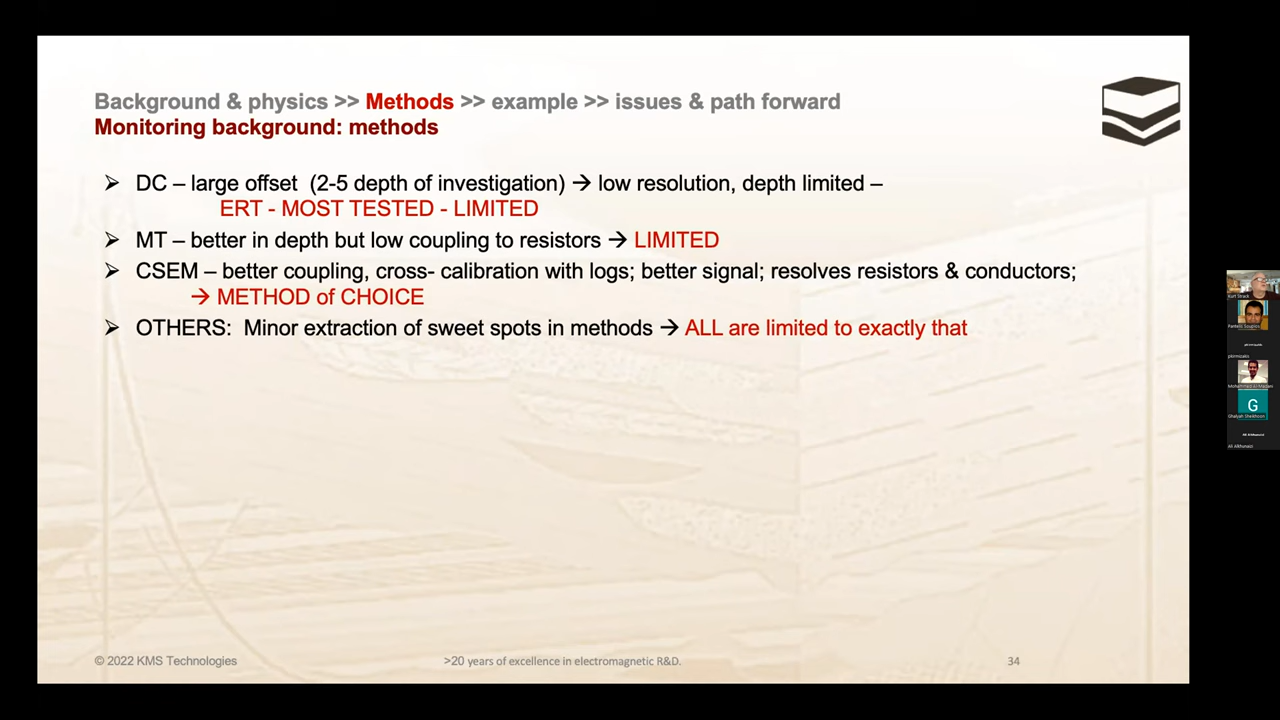 Background & physics >> Methods >> example >> issues & path forward
Monitoring background: methods
➢ DC – large offset (2-5 depth of investigation) → low resolution, depth limited –
ERT - MOST TESTED - LIMITED
➢ MT – better in depth but low coupling to resistors → LIMITED
➢ CSEM – better coupling, cross- calibration with logs; better signal; resolves resistors & conductors;
→ METHOD of CHOICE
➢ OTHERS: Minor extraction of sweet spots in methods → ALL are limited to exactly that
© 2022 KMS Technologies
>20 years of excellence in electromagnetic R&D.
34
Kurt Strack
G